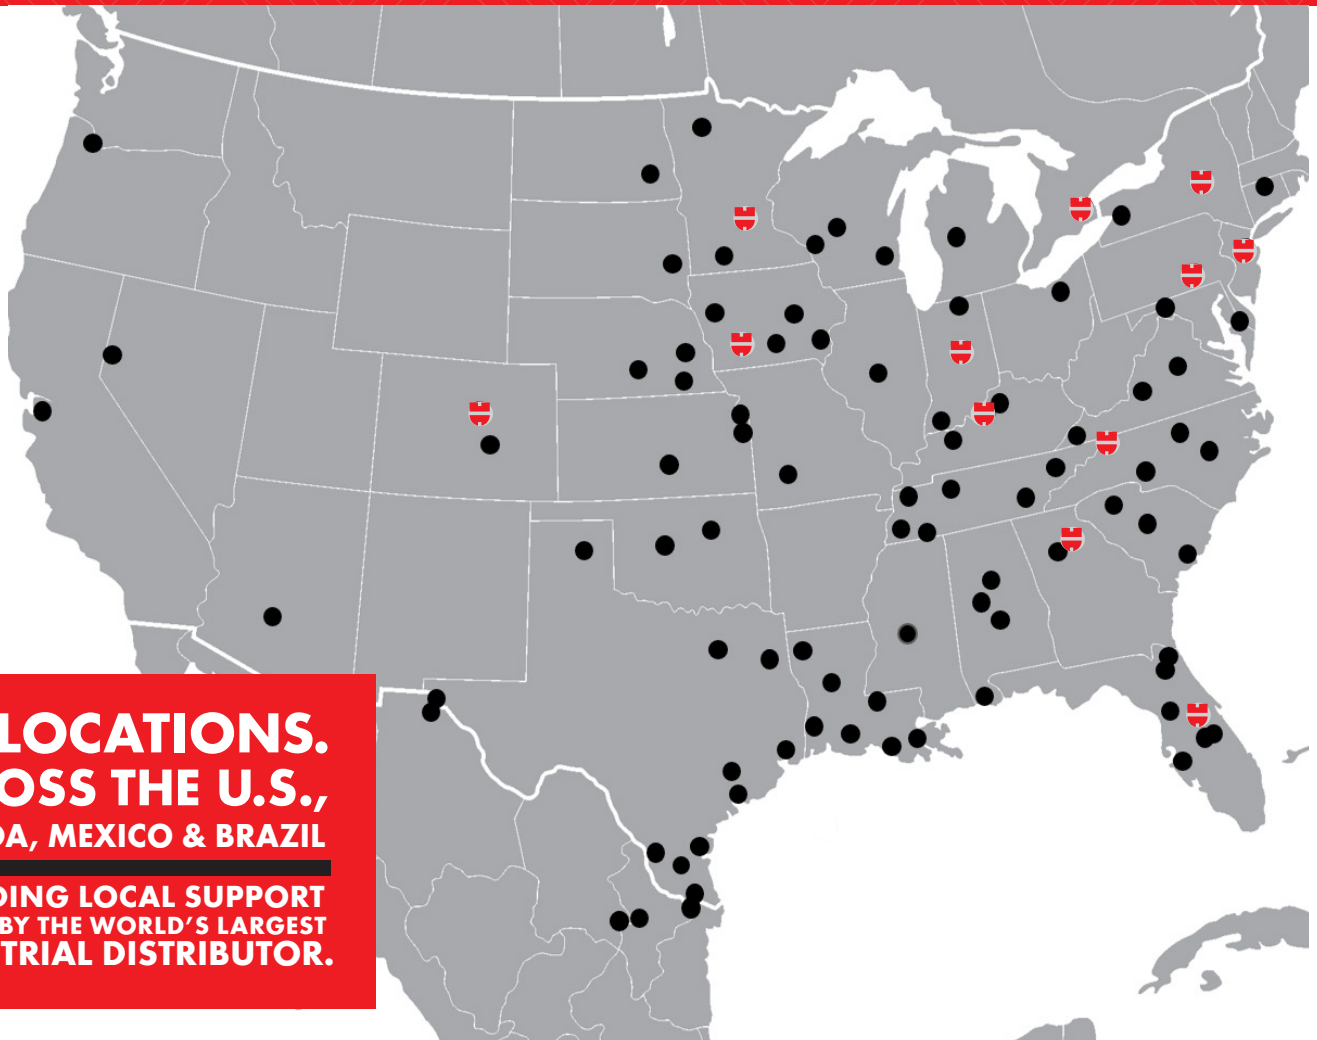 LOCATIONS.
OSS THE U.S.,
DA, MEXICO & BRAZIL
DING LOCAL SUPPORT
BY THE WORLD'S LARGEST
TRIAL DISTRIBUTOR.